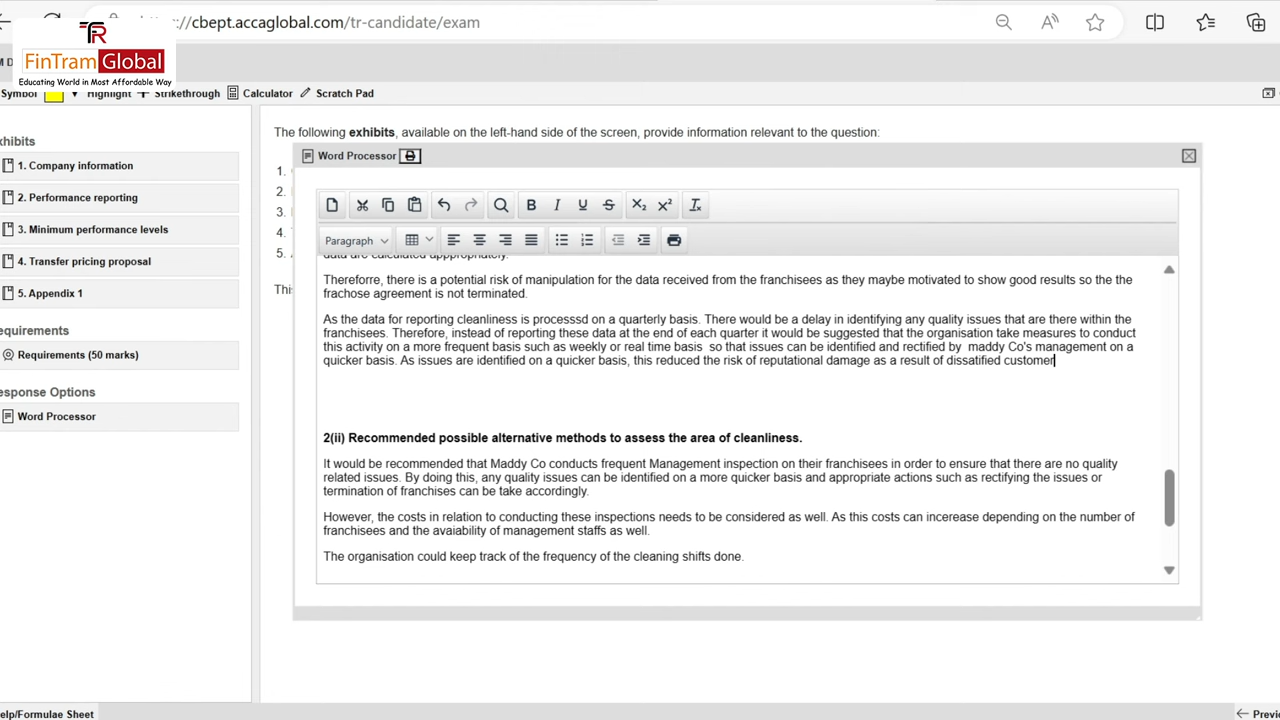 ://cbept.accaglobal.com/tr-candidate/exam
FinTram Global
Educating World in Most Affordable Way
Symbol Highlight Strikethrough Calculator Scratch Pad
xhibits
1. Company information
2. Performance reporting
3. Minimum performance levels
4. Transfer pricing proposal
5. Appendix 1
equirements
Requirements (50 marks)
esponse Options
Word Processor
elp/Formulae Sheet
The following exhibits, available on the left-hand side of the screen, provide information relevant to the question:
1.
2.
3.
4.
5.
Thi
Word Processor
Paragraph
data are calculated apppropriately.
Thereforre, there is a potential risk of manipulation for the data received from the franchisees as they maybe motivated to show good results so the the
frachose agreement is not terminated.
As the data for reporting cleanliness is processsd on a quarterly basis. There would be a delay in identifying any quality issues that are there within the
franchisees. Therefore, instead of reporting these data at the end of each quarter it would be suggested that the organisation take measures to conduct
this activity on a more frequent basis such as weekly or real time basis so that issues can be identified and rectified by maddy Co's management on a
quicker basis. As issues are identified on a quicker basis, this reduced the risk of reputational damage as a result of dissatified customer
2(ii) Recommended possible alternative methods to assess the area of cleanliness.
It would be recommended that Maddy Co conducts frequent Management inspection on their franchisees in order to ensure that there are no quality
related issues. By doing this, any quality issues can be identified on a more quicker basis and appropriate actions such as rectifying the issues or
termination of franchises can be take accordingly.
However, the costs in relation to conducting these inspections needs to be considered as well. As this costs canincerease depending on the number of
franchisees and the avaiability of management staffs as well.
The organisation could keep track of the frequency of the cleaning shifts done.
Previo